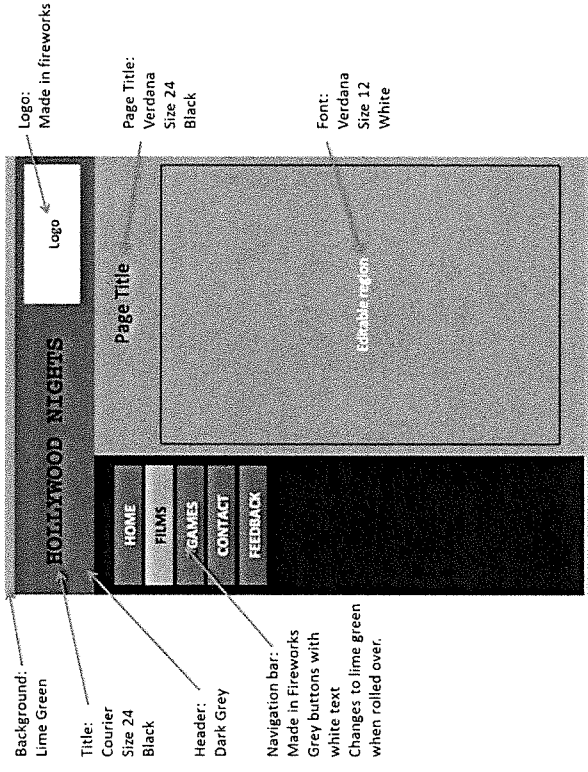 Background:
Lime Green
Title:
Courier
Size 24
Black
Header:
Dark Grey
Navigation bar:
Made in Fireworks
Grey buttons with
white text
Changes to lime green
when rolled over.
HOLLYWOOD NIGHTS
Logo
HOME
FILMS
GAMES
CONTACT
FEEDBACK
Page Title
Editable region
Logo:
Made in fireworks
Page Title:
Verdana
Size 24
Black
Font:
Verdana
Size 12
White